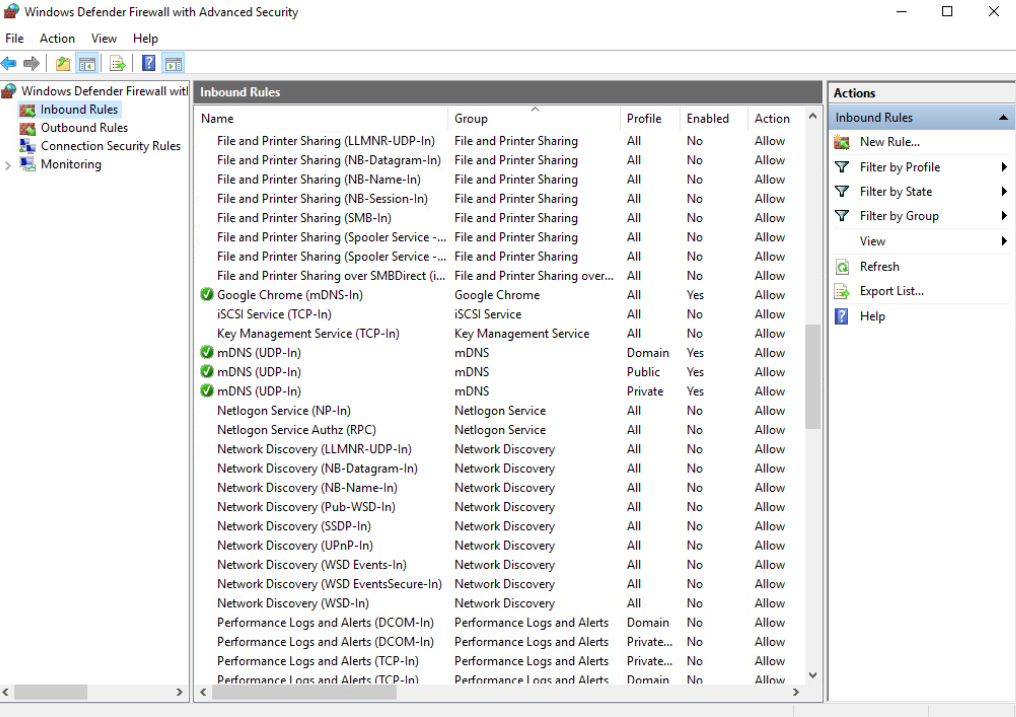 Windows Defender Firewall with Advanced Security
File Action View Help
Windows Defender Firewall witl
Inbound Rules
Outbound Rules
Connection Security Rules
Monitoring
Inbound Rules
Name Group Profile Enabled Action
File and Printer Sharing (LLMNR-UDP-In) File and Printer Sharing All No Allow
File and Printer Sharing (NB-Datagram-In) File and Printer Sharing All No Allow
File and Printer Sharing (NB-Name-In) File and Printer Sharing All No Allow
File and Printer Sharing (NB-Session-In) File and Printer Sharing All No Allow
File and Printer Sharing (SMB-In) File and Printer Sharing All No Allow
File and Printer Sharing (Spooler Service -... File and Printer Sharing All No Allow
File and Printer Sharing (Spooler Service -... File and Printer Sharing All No Allow
File and Printer Sharing over SMBDirect (i... File and Printer Sharing over... All No Allow
Google Chrome (mDNS-In) Google Chrome All Yes Allow
iSCSI Service (TCP-In) iSCSI Service All No Allow
Key Management Service (TCP-In) Key Management Service All No Allow
mDNS (UDP-In) mDNS Domain Yes Allow
mDNS (UDP-In) mDNS Public Yes Allow
mDNS (UDP-In) mDNS Private Yes Allow
Netlogon Service (NP-In) Netlogon Service All No Allow
Netlogon Service Authz (RPC) Netlogon Service All No Allow
Network Discovery (LLMNR-UDP-In) Network Discovery All No Allow
Network Discovery (NB-Datagram-In) Network Discovery All No Allow
Network Discovery (NB-Name-In) Network Discovery All No Allow
Network Discovery (Pub-WSD-In) Network Discovery All No Allow
Network Discovery (SSDP-In) Network Discovery All No Allow
Network Discovery (UPnP-In) Network Discovery All No Allow
Network Discovery (WSD Events-In) Network Discovery All No Allow
Network Discovery (WSD EventsSecure-In) Network Discovery All No Allow
Network Discovery (WSD-In) Network Discovery All No Allow
Performance Logs and Alerts (DCOM-In) Performance Logs and Alerts Domain No Allow
Performance Logs and Alerts (DCOM-In) Performance Logs and Alerts Private... No Allow
Performance Logs and Alerts (TCP-In) Performance Logs and Alerts Private... No Allow
Performance Logs and Alerts (TCP-In) Performance Logs and Alerts Domain No Allow
Actions
Inbound Rules
New Rule...
Filter by Profile
Filter by State
Filter by Group
View
Refresh
Export List...
Help